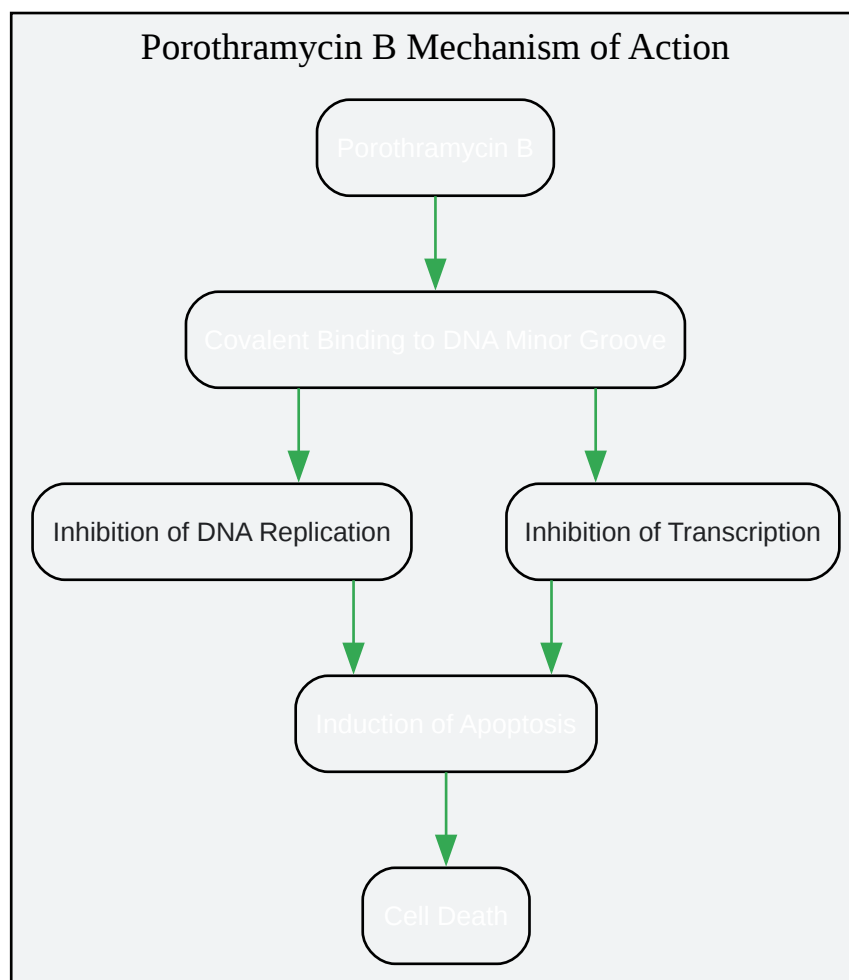 Porothramycin B Mechanism of Action
Porothramycin B
Covalent Binding to DNA Minor Groove
Inhibition of DNA Replication
Inhibition of Transcription
Induction of Apoptosis
Cell Death